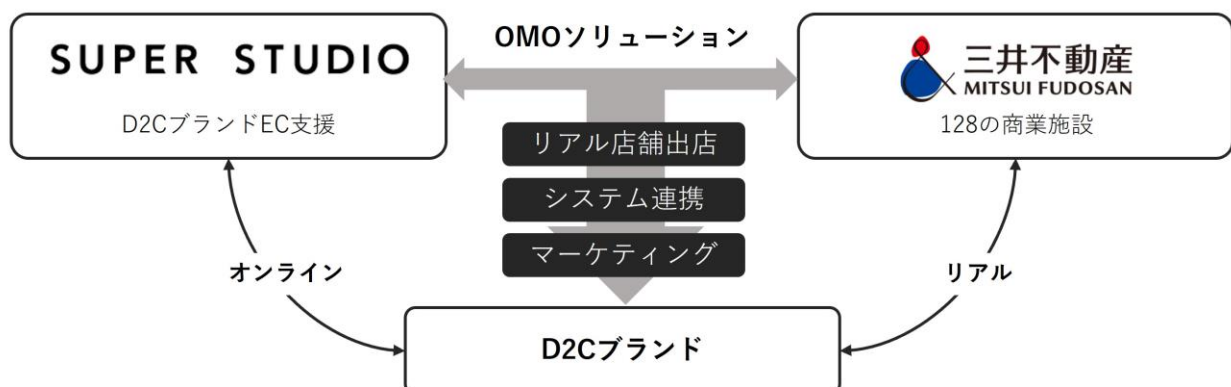 OMOソリューション
SUPER STUDIO
D2CブランドEC支援
三井不動産
MITSUI FUDOSAN
128の商業施設
リアル店舗出店
システム連携
マーケティング
オンライン
リアル
D2Cブランド